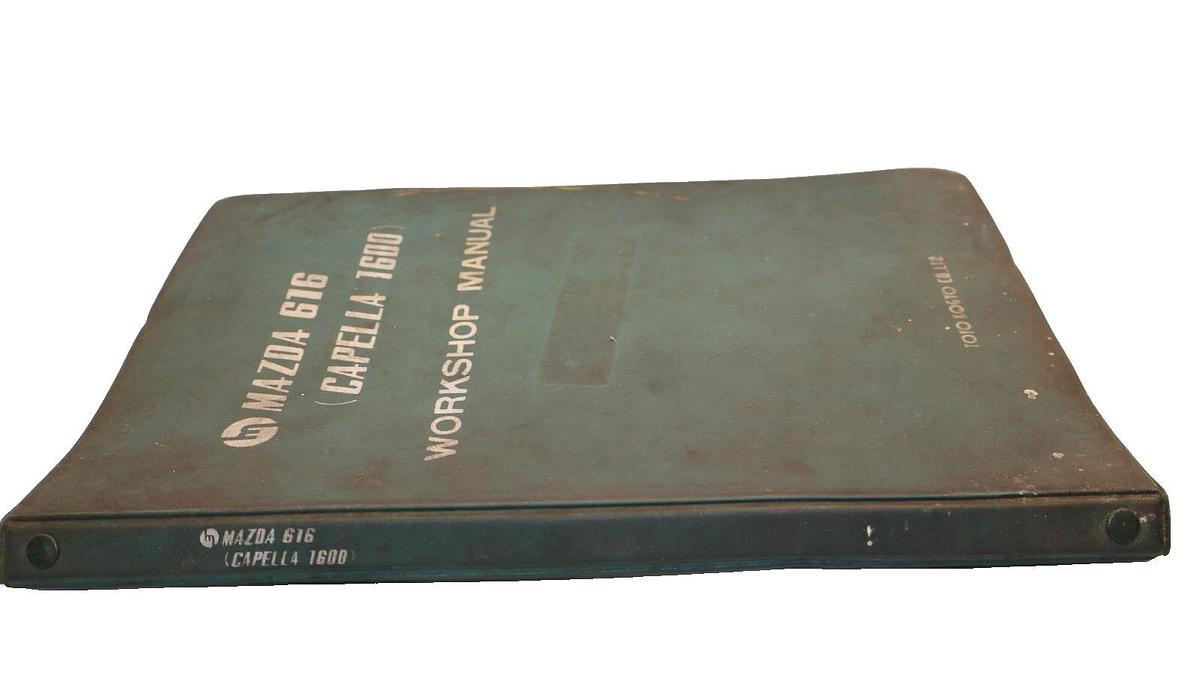 MAZDA 616
(CAPELLA 1600)
WORKSHOP MANUAL
TOYO KOGYO CO., LTD.
MAZDA 616
(CAPELLA 1600)